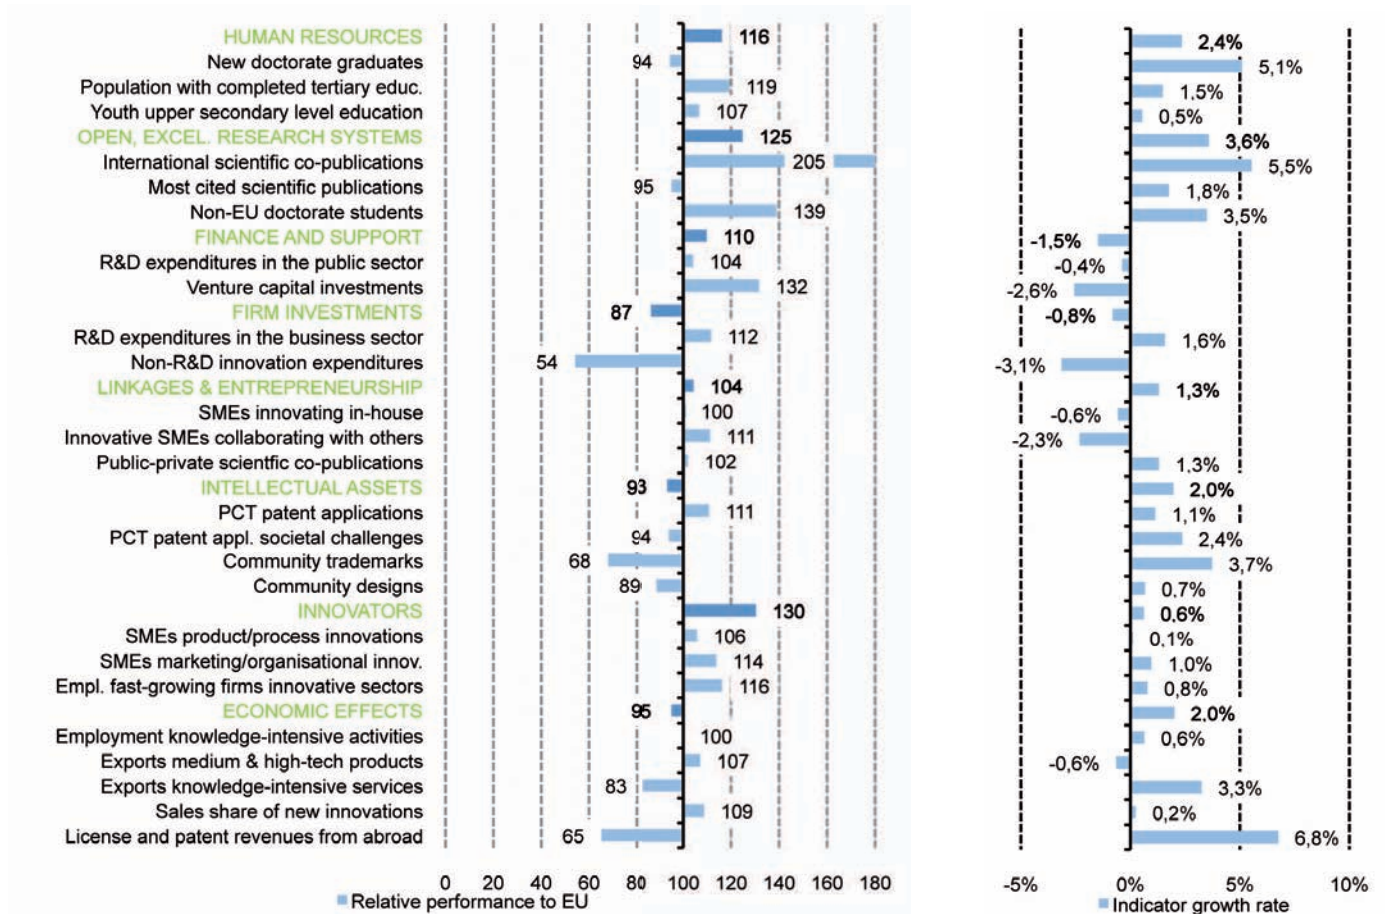 HUMAN RESOURCES 116 2,4%
New doctorate graduates 94 5,1%
Population with completed tertiary educ. 119 1,5%
Youth upper secondary level education 107 0,5%
OPEN, EXCEL. RESEARCH SYSTEMS 125 3,6%
International scientific co-publications 205 5,5%
Most cited scientific publications 95 1,8%
Non-EU doctorate students 139 3,5%
FINANCE AND SUPPORT 110 -1,5%
R&D expenditures in the public sector 104 -0,4%
Venture capital investments 132 -2,6%
FIRM INVESTMENTS 87 -0,8%
R&D expenditures in the business sector 112 1,6%
Non-R&D innovation expenditures 54 -3,1%
LINKAGES & ENTREPRENEURSHIP 104 1,3%
SMEs innovating in-house 100 -0,6%
Innovative SMEs collaborating with others 111 -2,3%
Public-private scientfic co-publications 102 1,3%
INTELLECTUAL ASSETS 93 2,0%
PCT patent applications 111 1,1%
PCT patent appl. societal challenges 94 2,4%
Community trademarks 68 3,7%
Community designs 89 0,7%
INNOVATORS 130 0,6%
SMEs product/process innovations 106 0,1%
SMEs marketing/organisational innov. 114 1,0%
Empl. fast-growing firms innovative sectors 116 0,8%
ECONOMIC EFFECTS 95 2,0%
Employment knowledge-intensive activities 100 0,6%
Exports medium & high-tech products 107 -0,6%
Exports knowledge-intensive services 83 3,3%
Sales share of new innovations 109 0,2%
License and patent revenues from abroad 65 6,8%
0 20 40 60 80 100 120 140 160 180 -5% 0% 5% 10%
Relative performance to EU Indicator growth rate